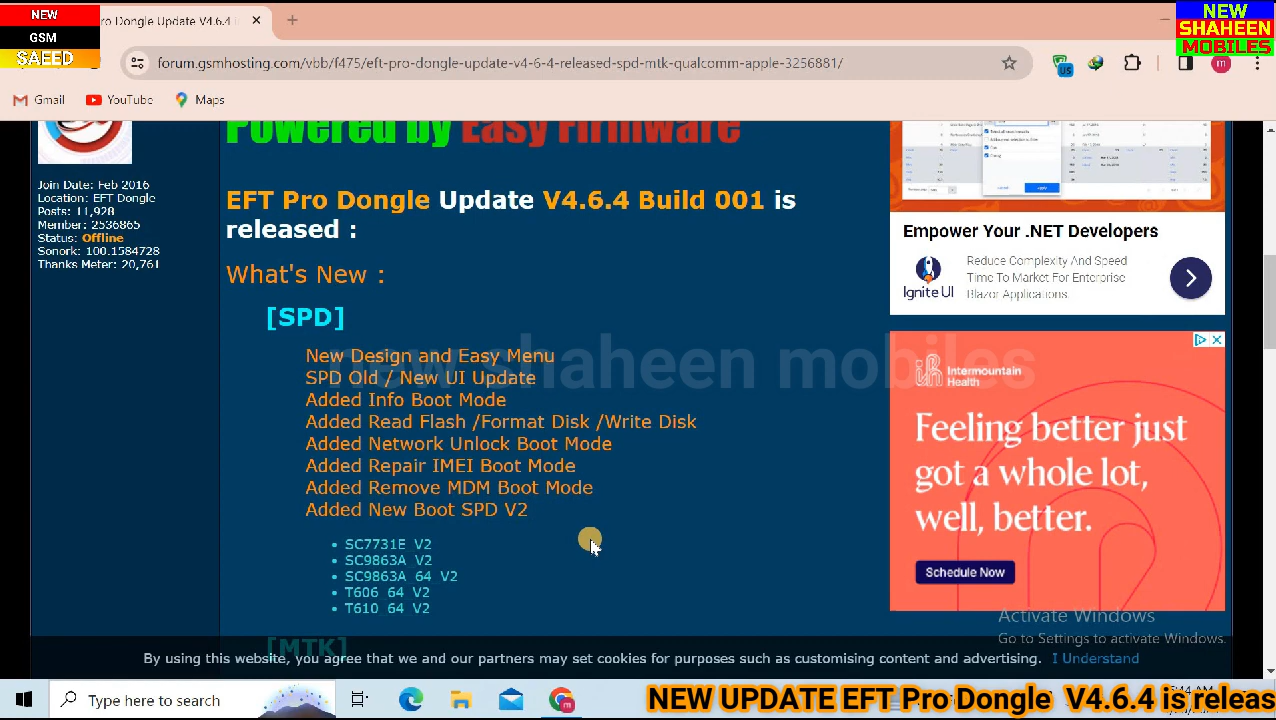 NEW
GSM
SAEED
Pro Dongle Update V4.6.4
NEW
SHAHEEN
MOBILES
forum.gsmhosting.com/vbb/f475/eft-pro-dongle-update-v4-6-4-released-spd-mtk-qualcomm-apple-3256881/
US
m
Gmail
YouTube
Maps
Powered by Easy Firmware
Join Date: Feb 2016
Location: EFT Dongle
Posts: 11,928
Member: 2536865
Status: Offline
Sonork: 100.1584728
Thanks Meter: 20,761
EFT Pro Dongle Update V4.6.4 Build 001 is
released :
What's New :
[SPD]
New Design and Easy Menu
SPD Old / New UI Update
Added Info Boot Mode
Added Read Flash /Format Disk /Write Disk
Added Network Unlock Boot Mode
Added Repair IMEI Boot Mode
Added Remove MDM Boot Mode
Added New Boot SPD V2
• SC7731E V2
• SC9863A V2
• SC9863A 64 V2
• T606 64 V2
• T610 64 V2
[MTK]
new shaheen mobiles
Empower Your .NET Developers
Ignite UI
Reduce Complexity And Speed
Time To Market For Enterprise
Blazor Applications.
Intermountain
Health
Feeling better just
got a whole lot,
well, better.
Schedule Now
Activate Windows
Go to Settings to activate Windows.
By using this website, you agree that we and our partners may set cookies for purposes such as customising content and advertising. I Understand
Type here to search
NEW UPDATE EFT Pro Dongle V4.6.4 is releas